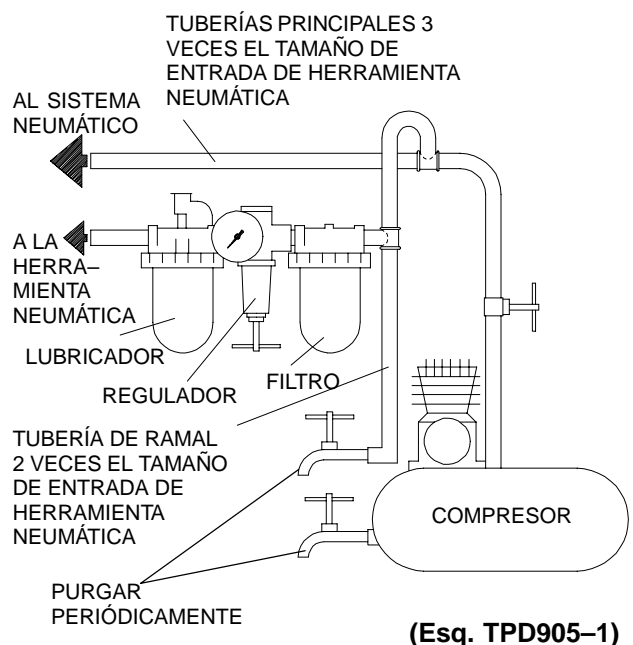 TUBERÍAS PRINCIPALES 3
VECES EL TAMAÑO DE
ENTRADA DE HERRAMIENTA
NEUMÁTICA
AL SISTEMA
NEUMÁTICO
A LA
HERRA–
MIENTA
NEUMÁTICA
LUBRICADOR
REGULADOR
FILTRO
TUBERÍA DE RAMAL
2 VECES EL TAMAÑO
DE ENTRADA DE
HERRAMIENTA
NEUMÁTICA
COMPRESOR
PURGAR
PERIÓDICAMENTE
(Esq. TPD905–1)